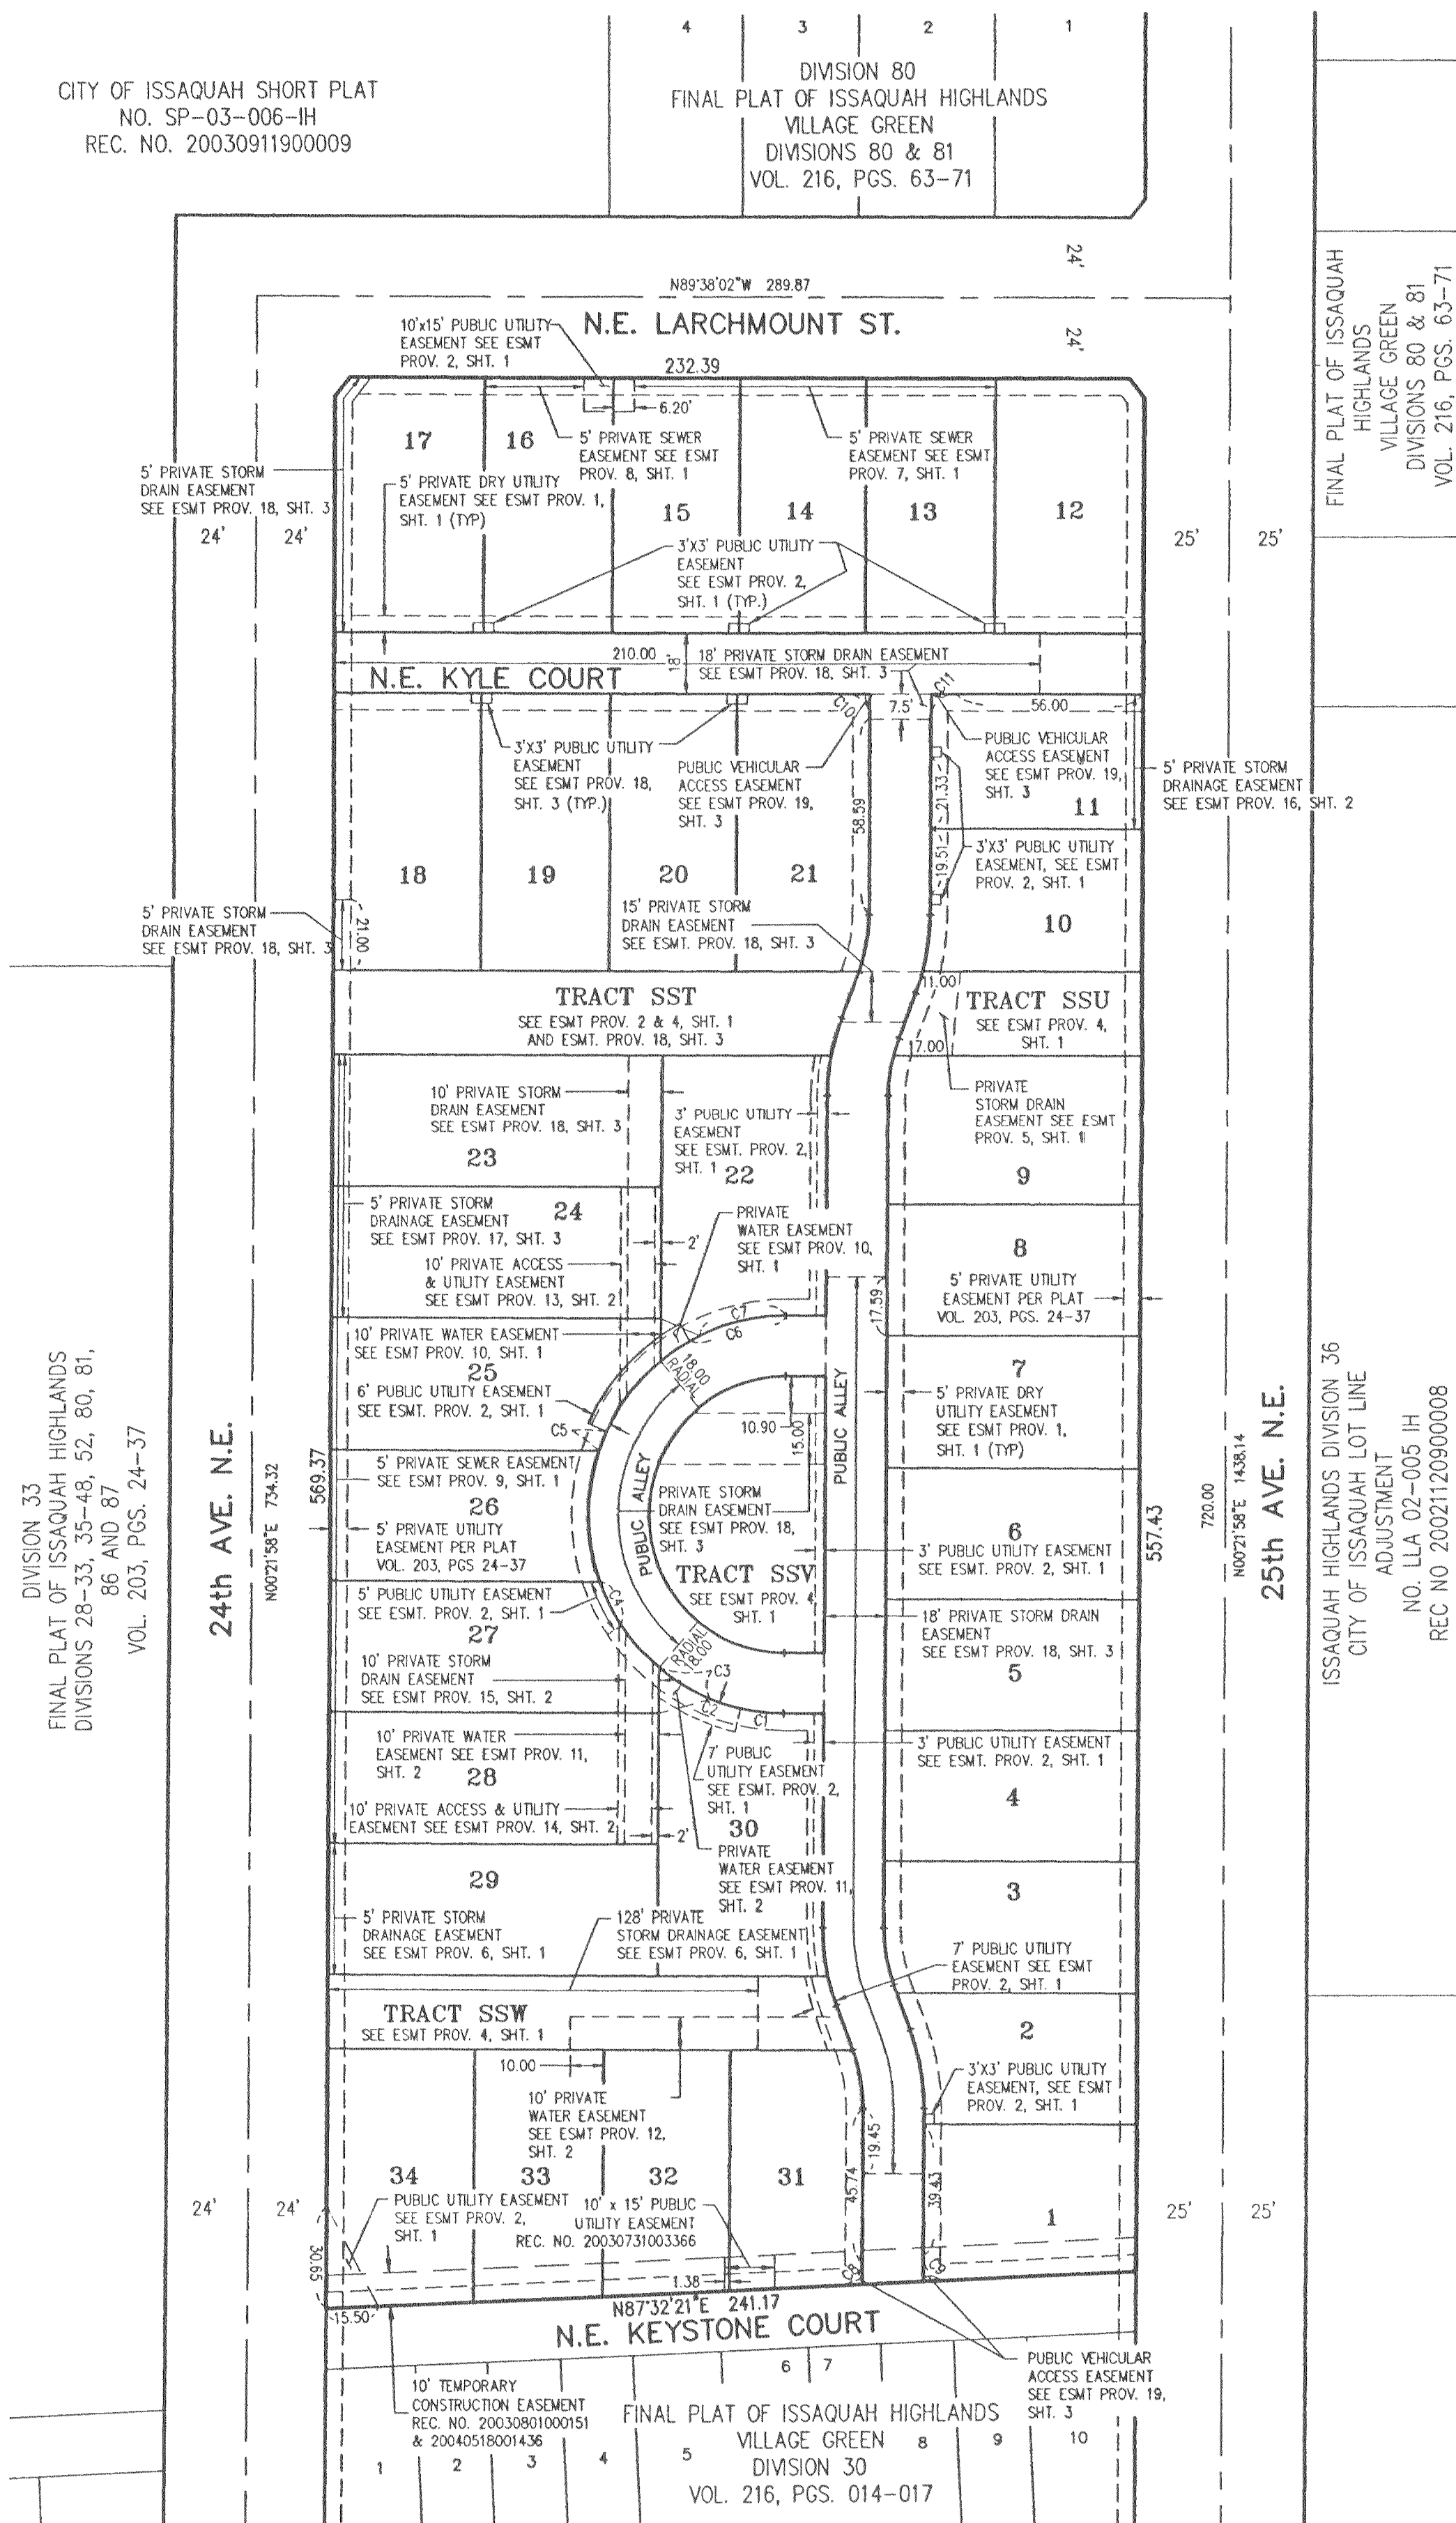 4
3
2
1
DIVISION 80
FINAL PLAT OF ISSAQUAH HIGHLANDS
VILLAGE GREEN
DIVISIONS 80 & 81
VOL. 216, PGS. 63-71
CITY OF ISSAQUAH SHORT PLAT
NO. SP-03-006-IH
REC. NO. 20030911900009
24'
N89°38'02"W 289.87
N.E. LARCHMOUNT ST.
24'
10'x15' PUBLIC UTILITY
EASEMENT SEE ESMT
PROV. 2, SHT. 1
232.39
6.20'
FINAL PLAT OF ISSAQUAH
HIGHLANDS
VILLAGE GREEN
DIVISIONS 80 & 81
VOL. 216, PGS. 63-71
17
16
5' PRIVATE SEWER
EASEMENT SEE ESMT
PROV. 8, SHT. 1
5' PRIVATE SEWER
EASEMENT SEE ESMT
PROV. 7, SHT. 1
5' PRIVATE STORM
DRAIN EASEMENT
SEE ESMT PROV. 18, SHT. 3
5' PRIVATE DRY UTILITY
EASEMENT SEE ESMT PROV. 1,
SHT. 1 (TYP)
15
14
13
12
24'
24'
25'
25'
3'X3' PUBLIC UTILITY
EASEMENT
SEE ESMT PROV. 2,
SHT. 1 (TYP.)
210.00
18'
18' PRIVATE STORM DRAIN EASEMENT
SEE ESMT PROV. 18, SHT. 3
N.E. KYLE COURT
C10
7.5'
C11
56.00
3'X3' PUBLIC UTILITY
EASEMENT
SEE ESMT PROV. 18,
SHT. 3 (TYP.)
PUBLIC VEHICULAR
ACCESS EASEMENT
SEE ESMT PROV. 19,
SHT. 3
PUBLIC VEHICULAR
ACCESS EASEMENT
SEE ESMT PROV. 19,
SHT. 3
5' PRIVATE STORM
DRAINAGE EASEMENT
SEE ESMT PROV. 16, SHT. 2
58.59
21.33
19.51
11
3'X3' PUBLIC UTILITY
EASEMENT, SEE ESMT
PROV. 2, SHT. 1
18
19
20
21
10
5' PRIVATE STORM
DRAIN EASEMENT
SEE ESMT PROV. 18, SHT. 3
21.00
15' PRIVATE STORM
DRAIN EASEMENT
SEE ESMT. PROV. 18, SHT. 3
TRACT SST
SEE ESMT PROV. 2 & 4, SHT. 1
AND ESMT. PROV. 18, SHT. 3
11.00
TRACT SSU
SEE ESMT PROV. 4,
SHT. 1
17.00
10' PRIVATE STORM
DRAIN EASEMENT
SEE ESMT PROV. 18, SHT. 3
3' PUBLIC UTILITY
EASEMENT
SEE ESMT. PROV. 2,
SHT. 1
PRIVATE
STORM DRAIN
EASEMENT SEE ESMT
PROV. 5, SHT. 1
23
22
9
5' PRIVATE STORM
DRAINAGE EASEMENT
SEE ESMT PROV. 17, SHT. 3
24
2'
PRIVATE
WATER EASEMENT
SEE ESMT PROV. 10,
SHT. 1
10' PRIVATE ACCESS
& UTILITY EASEMENT
SEE ESMT PROV. 13, SHT. 2
8
5' PRIVATE UTILITY
EASEMENT PER PLAT
VOL. 203, PGS. 24-37
17.59
C7
C6
10' PRIVATE WATER EASEMENT
SEE ESMT PROV. 10, SHT. 1
25
18.00
RADIAL
6' PUBLIC UTILITY EASEMENT
SEE ESMT. PROV. 2, SHT. 1
C5
7
5' PRIVATE DRY
UTILITY EASEMENT
SEE ESMT PROV. 1,
SHT. 1 (TYP)
10.90
15.00
PUBLIC ALLEY
5' PRIVATE SEWER EASEMENT
SEE ESMT PROV. 9, SHT. 1
26
5' PRIVATE UTILITY
EASEMENT PER PLAT
VOL. 203, PGS 24-37
PUBLIC ALLEY
PRIVATE STORM
DRAIN EASEMENT
SEE ESMT PROV. 18,
SHT. 3
TRACT SSV
SEE ESMT PROV. 4
SHT. 1
6
3' PUBLIC UTILITY EASEMENT
SEE ESMT. PROV. 2, SHT. 1
5' PUBLIC UTILITY EASEMENT
SEE ESMT. PROV. 2, SHT. 1
C4
27
RADIAL
18.00
18' PRIVATE STORM DRAIN
EASEMENT
SEE ESMT PROV. 18, SHT. 3
5
10' PRIVATE STORM
DRAIN EASEMENT
SEE ESMT PROV. 15, SHT. 2
C3
C2
C1
10' PRIVATE WATER
EASEMENT SEE ESMT PROV. 11,
SHT. 2
28
7' PUBLIC
UTILITY EASEMENT
SEE ESMT. PROV. 2,
SHT. 1
3' PUBLIC UTILITY EASEMENT
SEE ESMT. PROV. 2, SHT. 1
4
10' PRIVATE ACCESS & UTILITY
EASEMENT SEE ESMT PROV. 14, SHT. 2
2'
30
PRIVATE
WATER EASEMENT
SEE ESMT PROV. 11,
SHT. 2
29
3
5' PRIVATE STORM
DRAINAGE EASEMENT
SEE ESMT PROV. 6, SHT. 1
128' PRIVATE
STORM DRAINAGE EASEMENT
SEE ESMT PROV. 6, SHT. 1
7' PUBLIC UTILITY
EASEMENT SEE ESMT
PROV. 2, SHT. 1
DIVISION 33
FINAL PLAT OF ISSAQUAH HIGHLANDS
DIVISIONS 28-33, 35-48, 52, 80, 81,
86 AND 87
VOL. 203, PGS. 24-37
24th AVE. N.E.
N00°21'58"E 734.32
569.37
557.43
720.00
N00°21'58"E 1438.14
25th AVE. N.E.
ISSAQUAH HIGHLANDS DIVISION 36
CITY OF ISSAQUAH LOT LINE
ADJUSTMENT
NO. LLA 02-005 IH
REC NO 20021120900008
TRACT SSW
SEE ESMT PROV. 4, SHT. 1
2
10.00
10' PRIVATE
WATER EASEMENT
SEE ESMT PROV. 12,
SHT. 2
3'X3' PUBLIC UTILITY
EASEMENT, SEE ESMT
PROV. 2, SHT. 1
19.45
34
33
32
31
45.74
39.43
1
24'
24'
25'
25'
PUBLIC UTILITY EASEMENT
SEE ESMT PROV. 2,
SHT. 1
10' x 15' PUBLIC
UTILITY EASEMENT
REC. NO. 20030731003366
30.65
1.38
C8
C9
15.50
N87°32'21"E 241.17
N.E. KEYSTONE COURT
10' TEMPORARY
CONSTRUCTION EASEMENT
REC. NO. 20030801000151
& 20040518001436
PUBLIC VEHICULAR
ACCESS EASEMENT
SEE ESMT PROV. 19,
SHT. 3
6
7
FINAL PLAT OF ISSAQUAH HIGHLANDS
VILLAGE GREEN
DIVISION 30
VOL. 216, PGS. 014-017
1
2
3
4
5
8
9
10